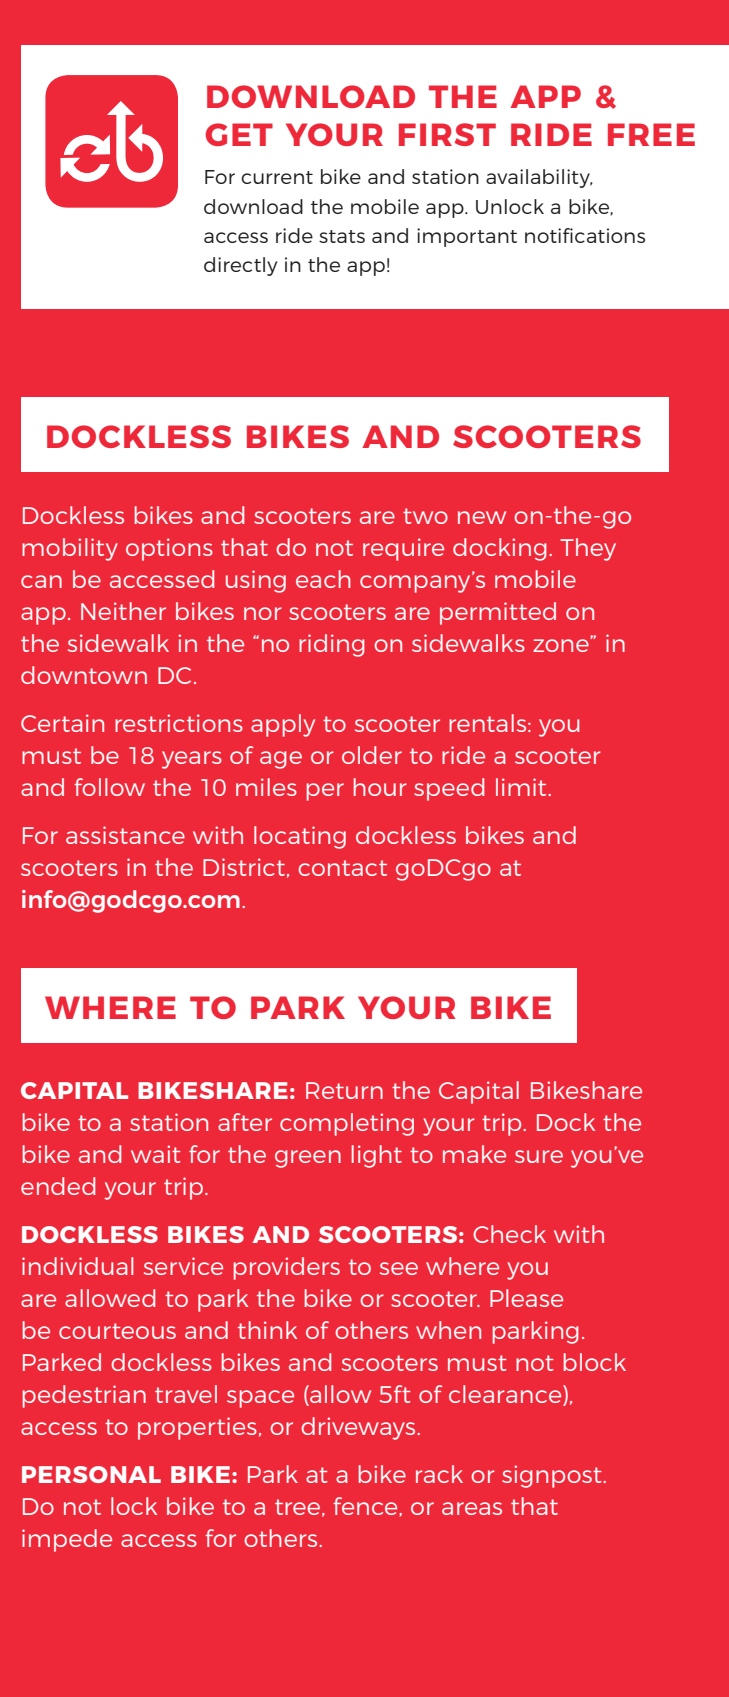 cb
DOWNLOAD THE APP &
GET YOUR FIRST RIDE FREE
For current bike and station availability,
download the mobile app. Unlock a bike,
access ride stats and important notifications
directly in the app!
DOCKLESS BIKES AND SCOOTERS
Dockless bikes and scooters are two new on-the-go
mobility options that do not require docking. They
can be accessed using each company’s mobile
app. Neither bikes nor scooters are permitted on
the sidewalk in the “no riding on sidewalks zone” in
downtown DC.
Certain restrictions apply to scooter rentals: you
must be 18 years of age or older to ride a scooter
and follow the 10 miles per hour speed limit.
For assistance with locating dockless bikes and
scooters in the District, contact goDCgo at
info@godcgo.com.
WHERE TO PARK YOUR BIKE
CAPITAL BIKESHARE: Return the Capital Bikeshare
bike to a station after completing your trip. Dock the
bike and wait for the green light to make sure you’ve
ended your trip.
DOCKLESS BIKES AND SCOOTERS: Check with
individual service providers to see where you
are allowed to park the bike or scooter. Please
be courteous and think of others when parking.
Parked dockless bikes and scooters must not block
pedestrian travel space (allow 5ft of clearance),
access to properties, or driveways.
PERSONAL BIKE: Park at a bike rack or signpost.
Do not lock bike to a tree, fence, or areas that
impede access for others.